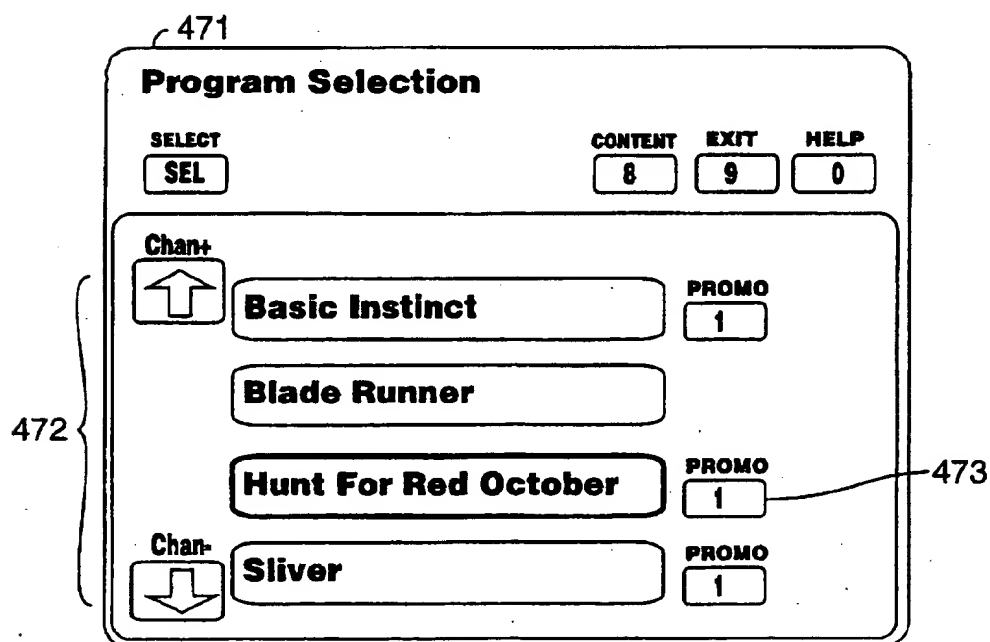 471
Program Selection
SELECT CONTENT EXIT HELP
SEL 8 9 0
Chan+
Basic Instinct PROMO
1
Blade Runner
472
Hunt For Red October PROMO
1 473
Chan-
Sliver PROMO
1